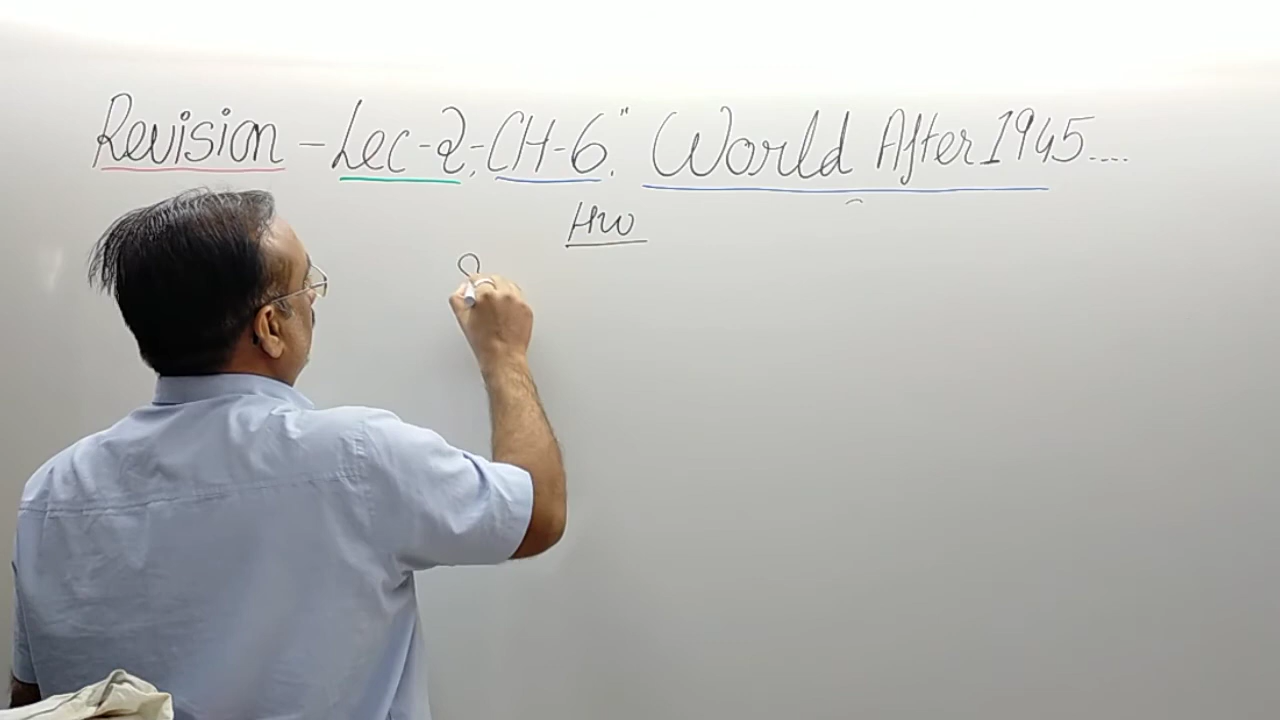 Revision - Lec-2, - CH-6." World After 1945....
HW